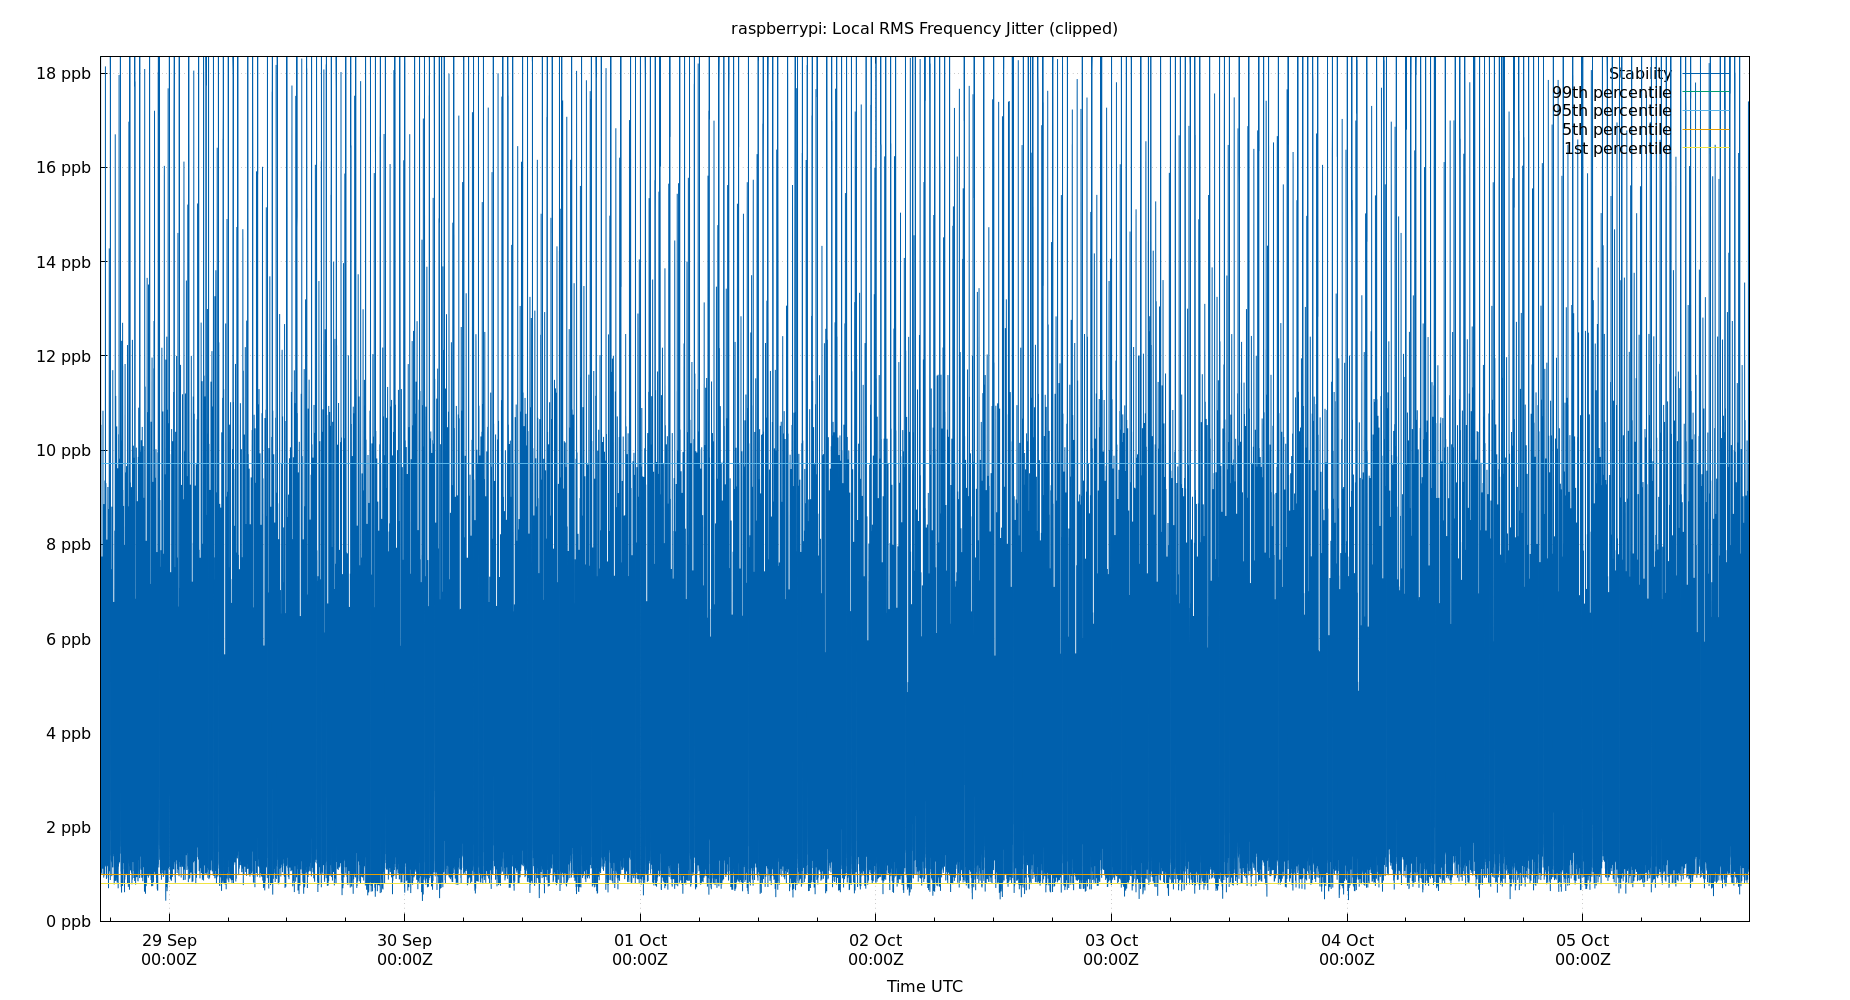 raspberrypi: Local RMS Frequency Jitter (clipped)
18 ppb
16 ppb
14 ppb
12 ppb
10 ppb
8 ppb
6 ppb
4 ppb
2 ppb
0 ppb
Stability
99th percentile
95th percentile
5th percentile
1st percentile
29 Sep 30 Sep 01 Oct 02 Oct 03 Oct 04 Oct 05 Oct
00:00Z 00:00Z 00:00Z 00:00Z 00:00Z 00:00Z 00:00Z
Time UTC